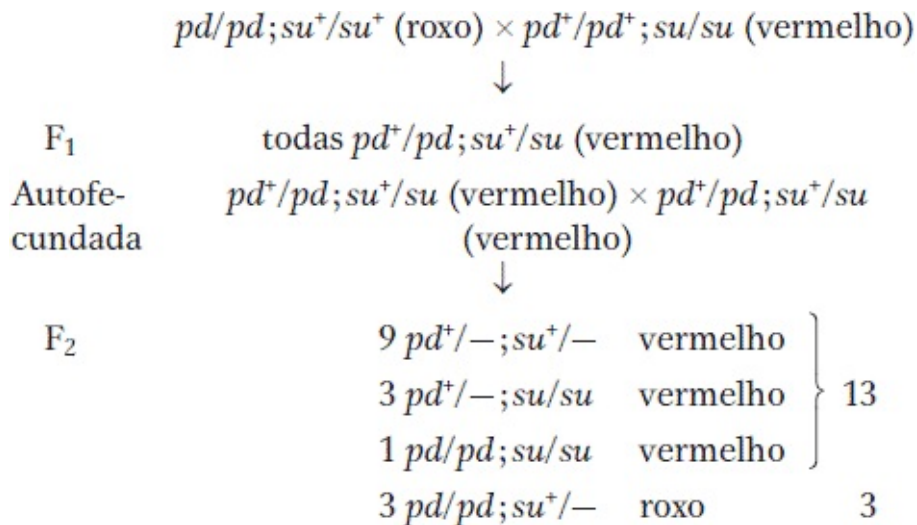 pd/pd; su⁺/su⁺ (roxo) × pd⁺/pd⁺; su/su (vermelho)
↓
F₁ todas pd⁺/pd; su⁺/su (vermelho)
Autofe- pd⁺/pd; su⁺/su (vermelho) × pd⁺/pd; su⁺/su
cundada (vermelho)
↓
F₂ 9 pd⁺/—; su⁺/— vermelho
3 pd⁺/—; su/su vermelho 13
1 pd/pd; su/su vermelho
3 pd/pd; su⁺/— roxo 3